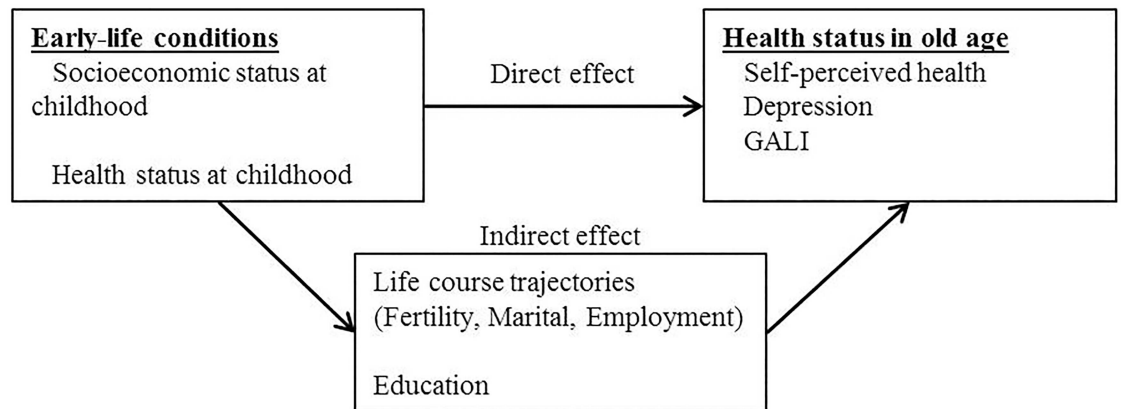 Early-life conditions
Socioeconomic status at
childhood
Health status at childhood
Direct effect
Health status in old age
Self-perceived health
Depression
GALI
Indirect effect
Life course trajectories
(Fertility, Marital, Employment)
Education